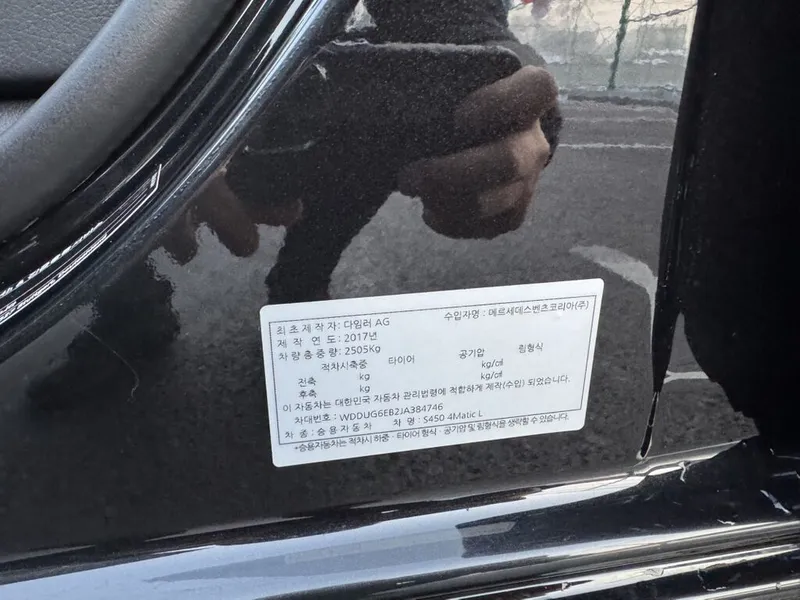 최초제작자: 다임러 AG 수입자명 : 메르세데스벤츠코리아(주)
제 작 연 도: 2017년
차량총중량: 2505Kg
적차시축중 타이어 공기압 림형식
전축 kg kg/㎠
후축 kg kg/㎠
이 자동차는 대한민국 자동차 관리법령에 적합하게 제작(수입) 되었습니다.
차대번호 : WDDUG6EB2JA384746
차 종 : 승용자동차 차 명 : S450 4Matic L
*승용자동차는 적차시 하중 · 타이어 형식 · 공기압 및 림형식을 생략할 수 있습니다.